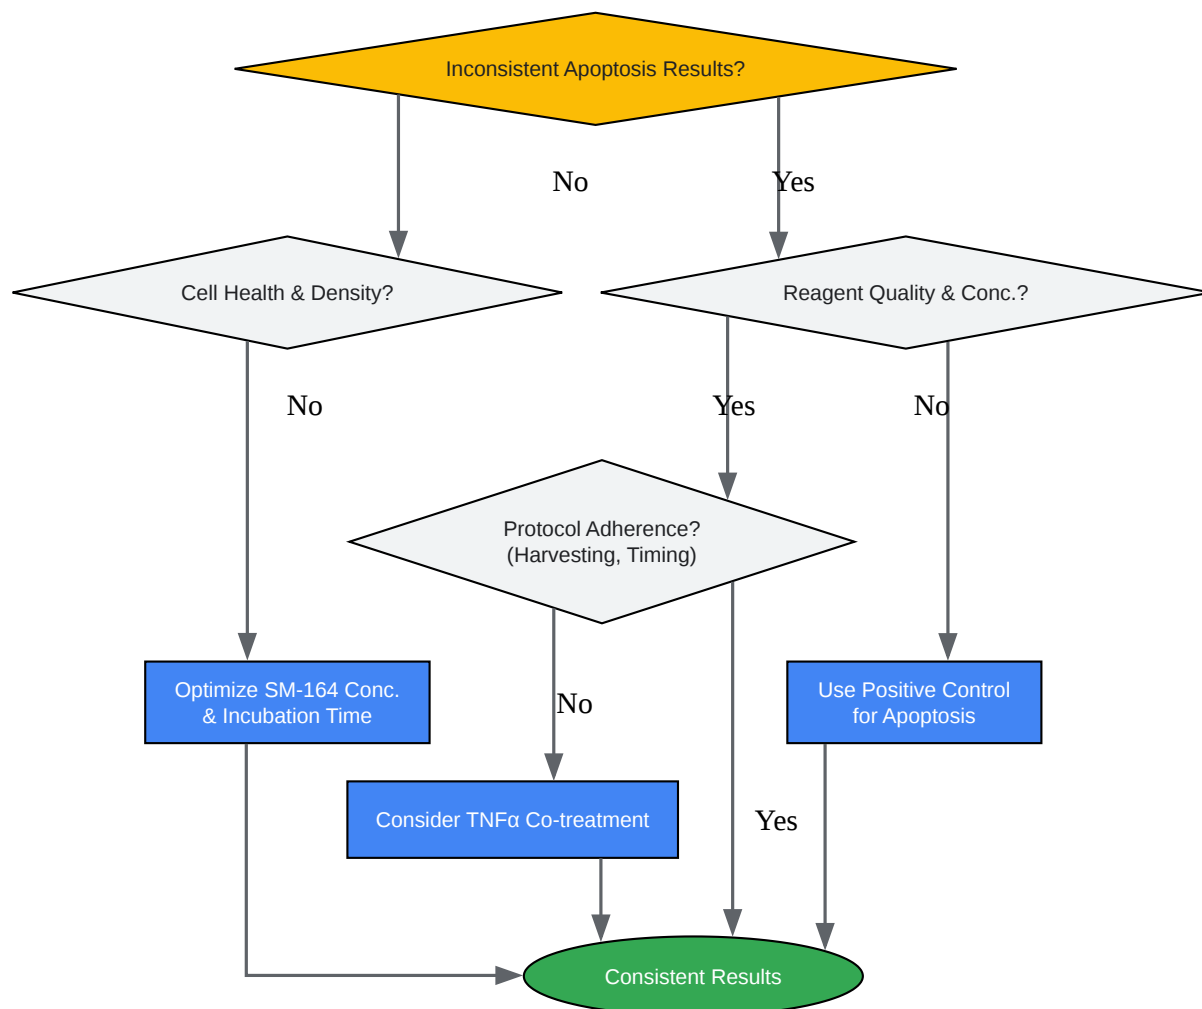 Inconsistent Apoptosis Results?
No
Yes
Cell Health & Density?
Reagent Quality & Conc.?
No
Yes
No
Protocol Adherence?
(Harvesting, Timing)
Optimize SM-164 Conc.
& Incubation Time
No
Use Positive Control
for Apoptosis
Consider TNFα Co-treatment
Yes
Consistent Results